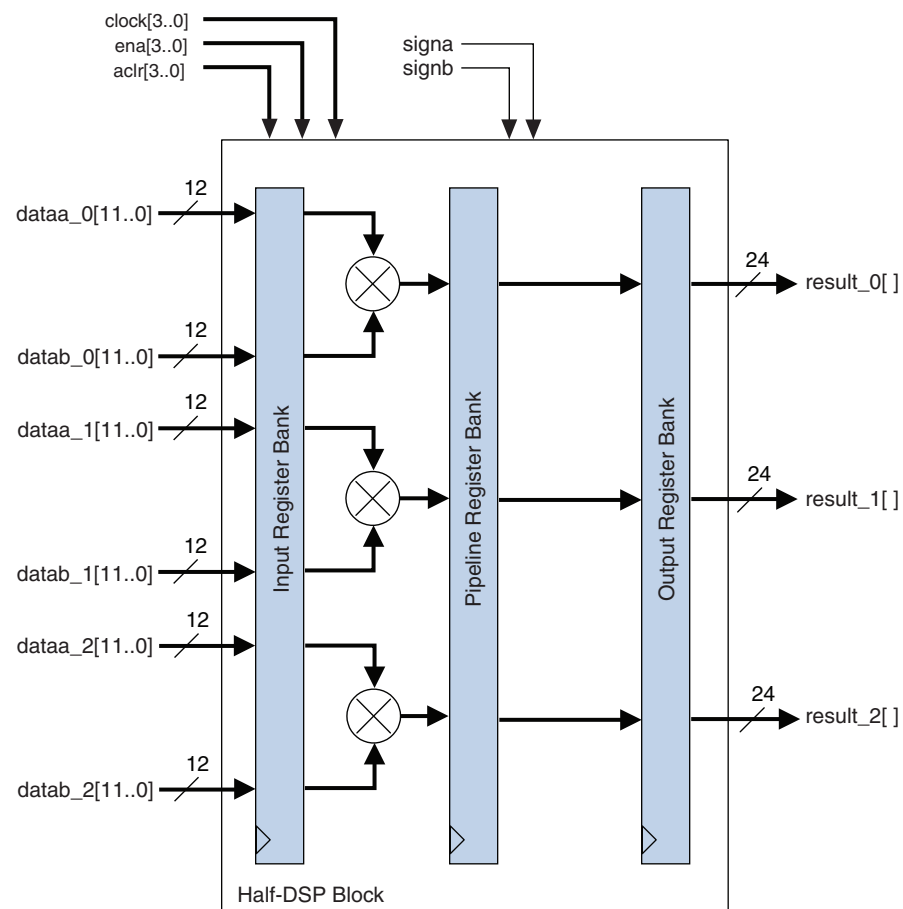 clock[3..0]
ena[3..0]
aclr[3..0]
signa
signb
12
dataa_0[11..0]
24
result_0[ ]
12
datab_0[11..0]
12
dataa_1[11..0]
24
result_1[ ]
12
datab_1[11..0]
12
dataa_2[11..0]
24
result_2[ ]
12
datab_2[11..0]
Input Register Bank
Pipeline Register Bank
Output Register Bank
Half-DSP Block